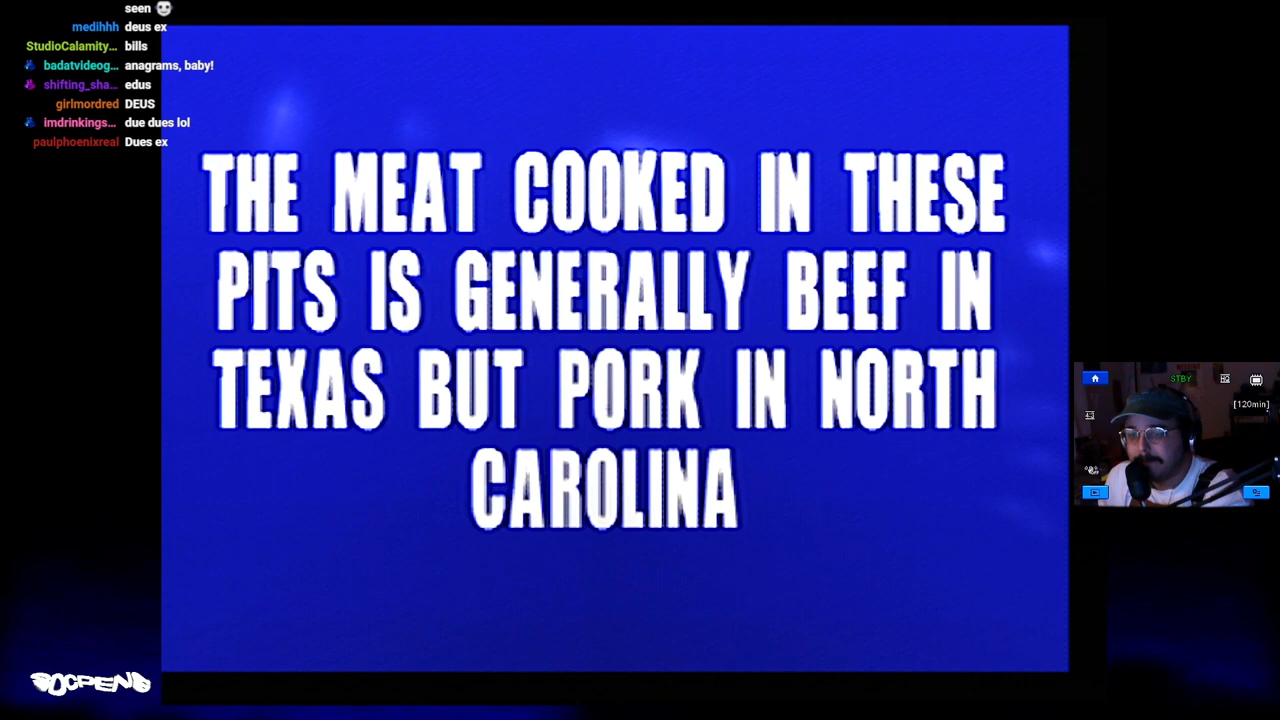 seen
medihhh deus ex
StudioCalamity... bills
badatvideog... anagrams, baby!
shifting_sha... edus
girlmordred DEUS
imdrinkings... due dues lol
paulphoenixreal Dues ex
THE MEAT COOKED IN THESE
PITS IS GENERALLY BEEF IN
TEXAS BUT PORK IN NORTH
CAROLINA
STBY
[120min]
SOCPENS